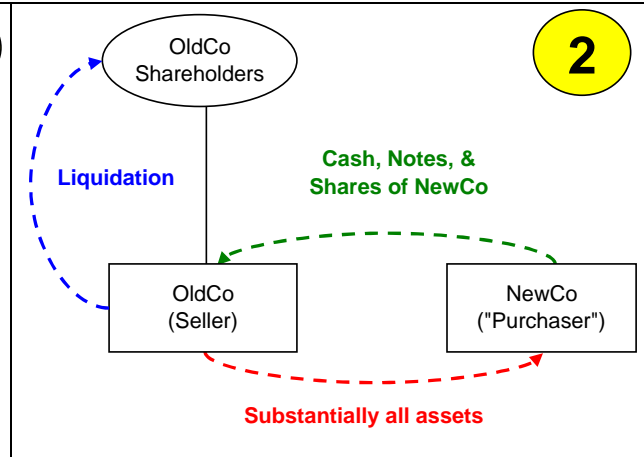 OldCo
Shareholders
2
Cash, Notes, &
Shares of NewCo
Liquidation
OldCo
(Seller)
NewCo
("Purchaser")
Substantially all assets